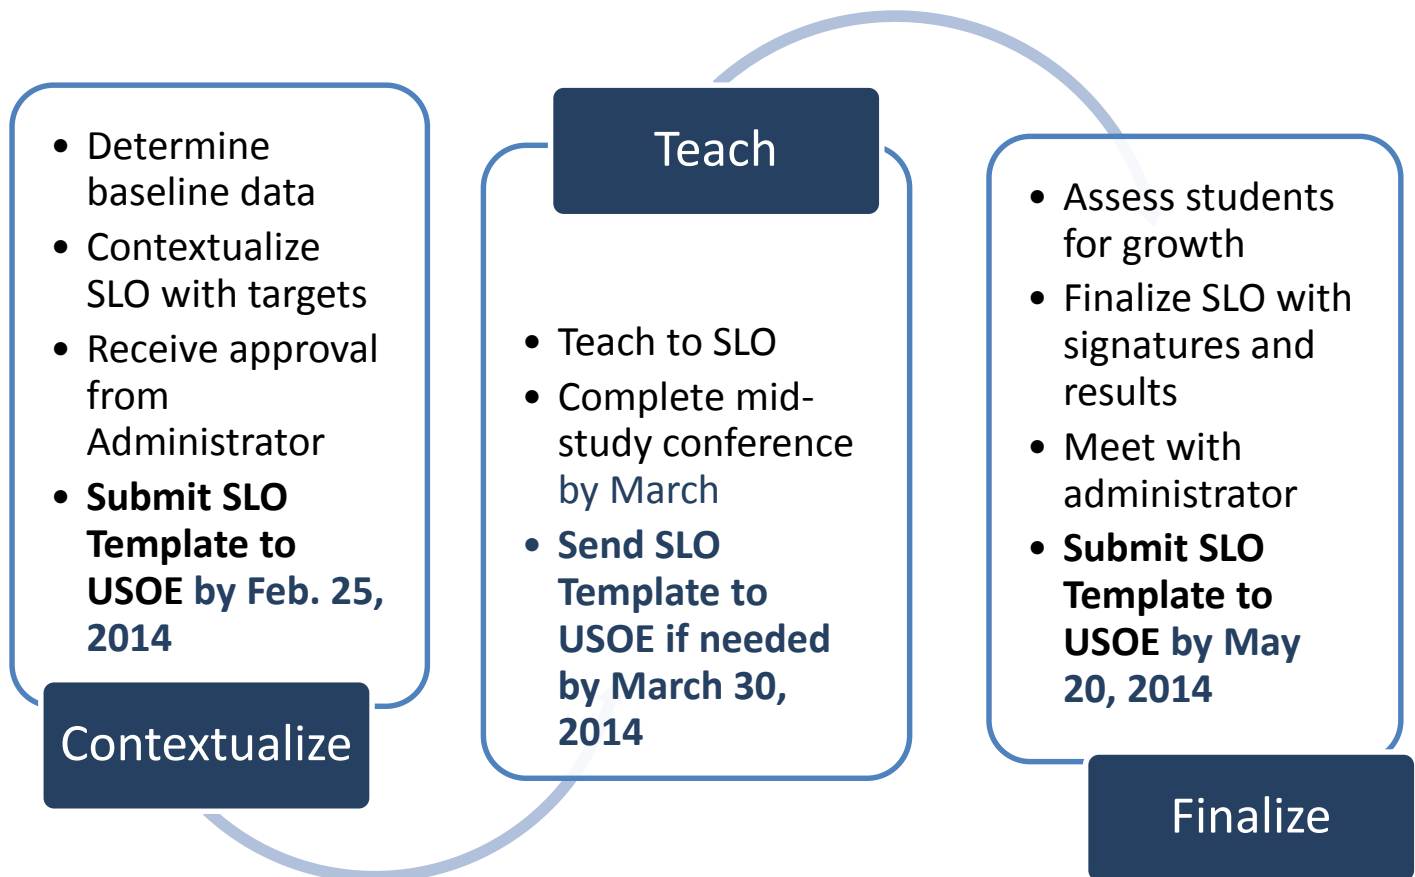 • Determine
baseline data
• Contextualize
SLO with targets
• Receive approval
from
Administrator
• Submit SLO
Template to
USOE by Feb. 25,
2014
Contextualize
Teach
• Teach to SLO
• Complete mid-
study conference
by March
• Send SLO
Template to
USOE if needed
by March 30,
2014
• Assess students
for growth
• Finalize SLO with
signatures and
results
• Meet with
administrator
• Submit SLO
Template to
USOE by May
20, 2014
Finalize